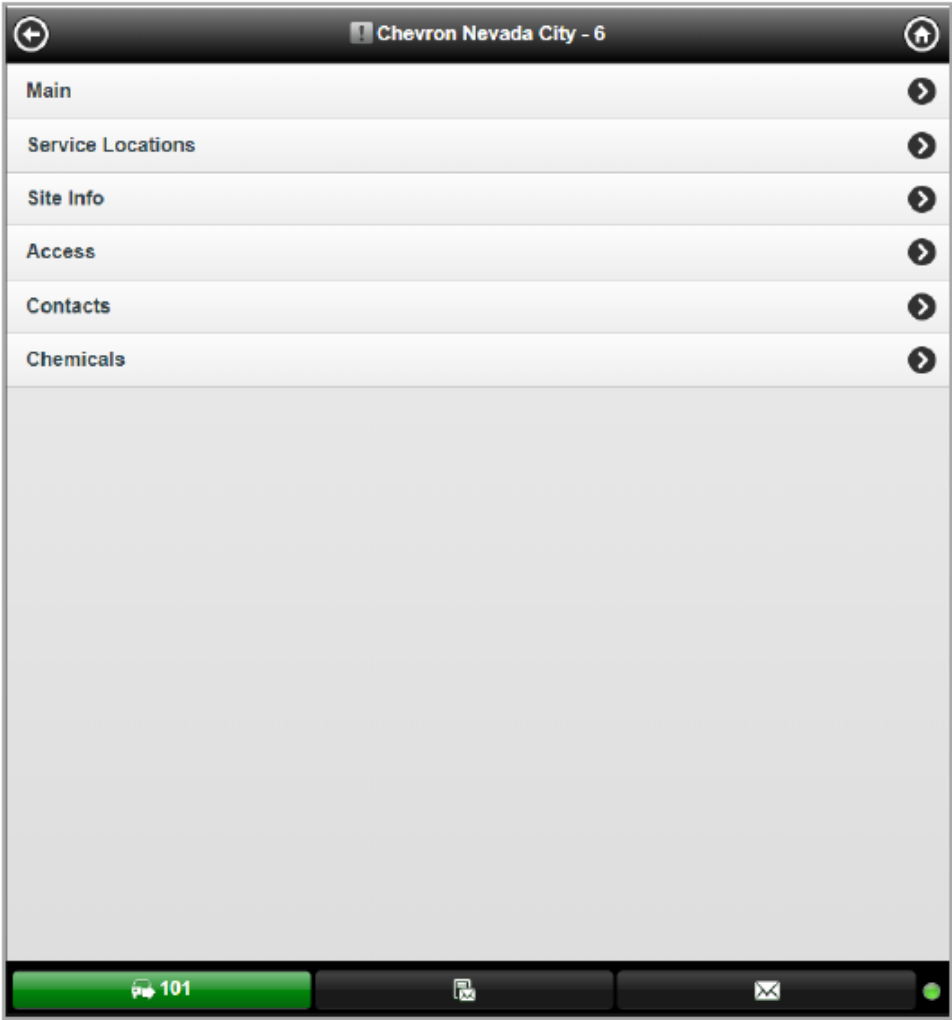 Chevron Nevada City - 6
Main
Service Locations
Site Info
Access
Contacts
Chemicals
101